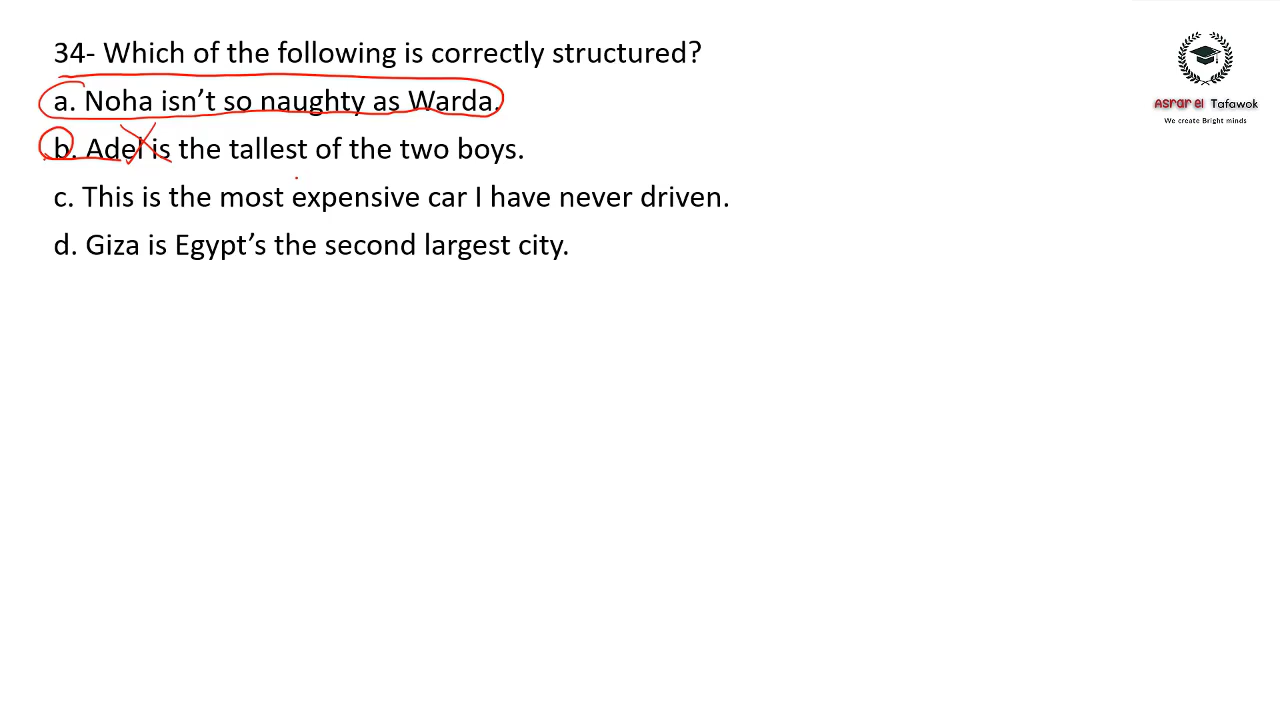 34- Which of the following is correctly structured?
a. Noha isn’t so naughty as Warda.
b. Adel is the tallest of the two boys.
c. This is the most expensive car I have never driven.
d. Giza is Egypt’s the second largest city.
Asrar el Tafawok
We create Bright minds